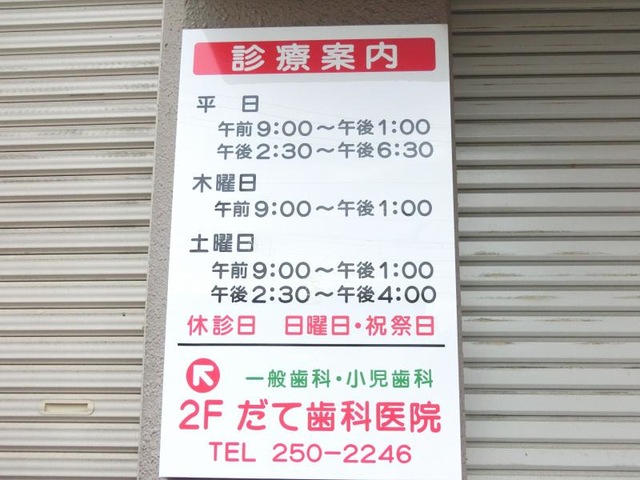 診療案内
平 日
午前9:00～午後1:00
午後2:30～午後6:30
木曜日
午前9:00～午後1:00
土曜日
午前9:00～午後1:00
午後2:30～午後4:00
休診日 日曜日・祝祭日
一般歯科・小児歯科
2F だて歯科医院
TEL 250-2246